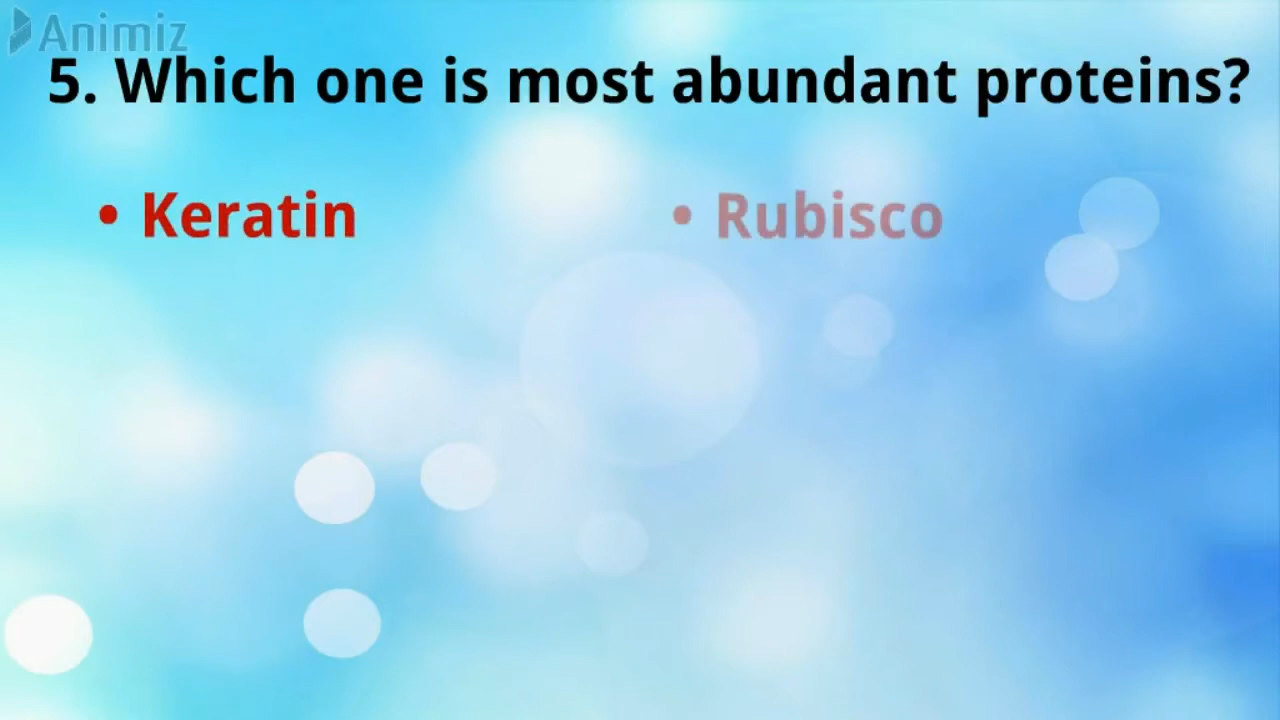 Animiz
5. Which one is most abundant proteins?
• Keratin
• Rubisco